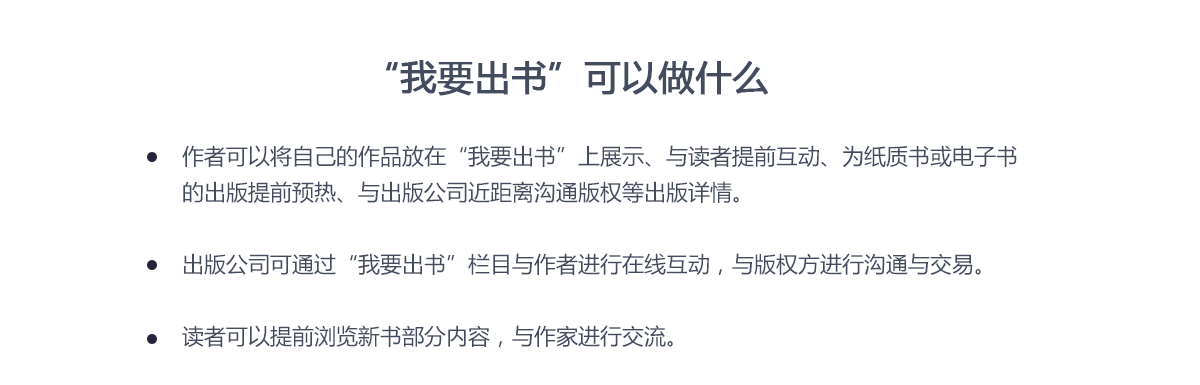 “我要出书”可以做什么
● 作者可以将自己的作品放在“我要出书”上展示、与读者提前互动、为纸质书或电子书
的出版提前预热、与出版公司近距离沟通版权等出版详情。
● 出版公司可通过“我要出书”栏目与作者进行在线互动，与版权方进行沟通与交易。
● 读者可以提前浏览新书部分内容，与作家进行交流。